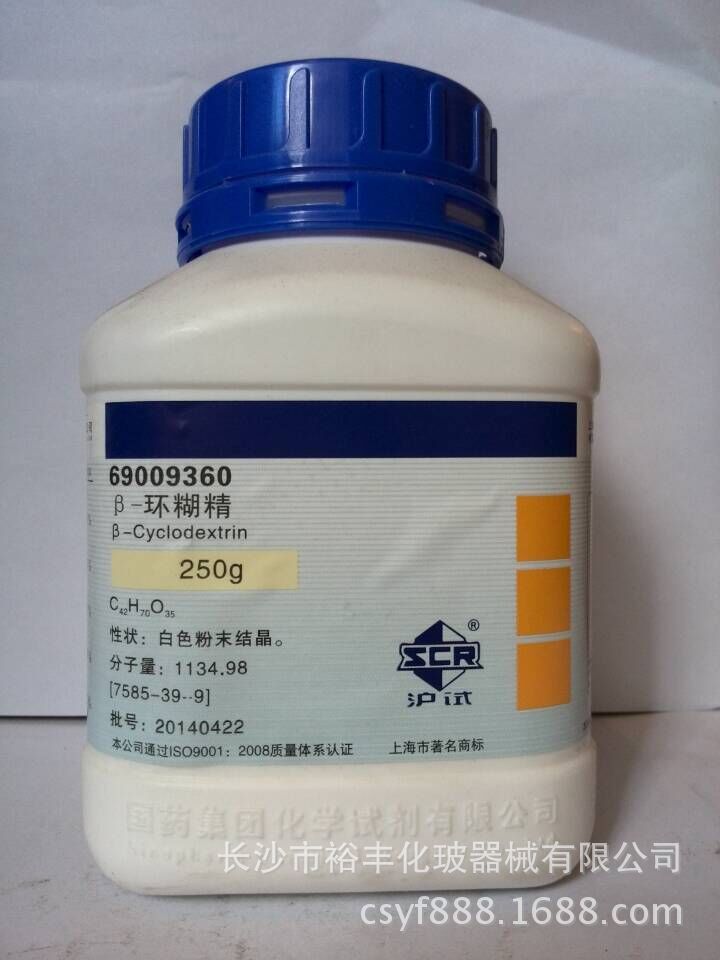 69009360
β-环糊精
β-Cyclodextrin
250g
C₄₂H₇₀O₃₅
性状：白色粉末结晶。
分子量：1134.98
[7585-39--9]
批号：20140422
SCR®
沪试
本公司通过ISO9001：2008质量体系认证 上海市著名商标
国药集团化学试剂有限公司
长沙市裕丰化玻器械有限公司
csyf888.1688.com